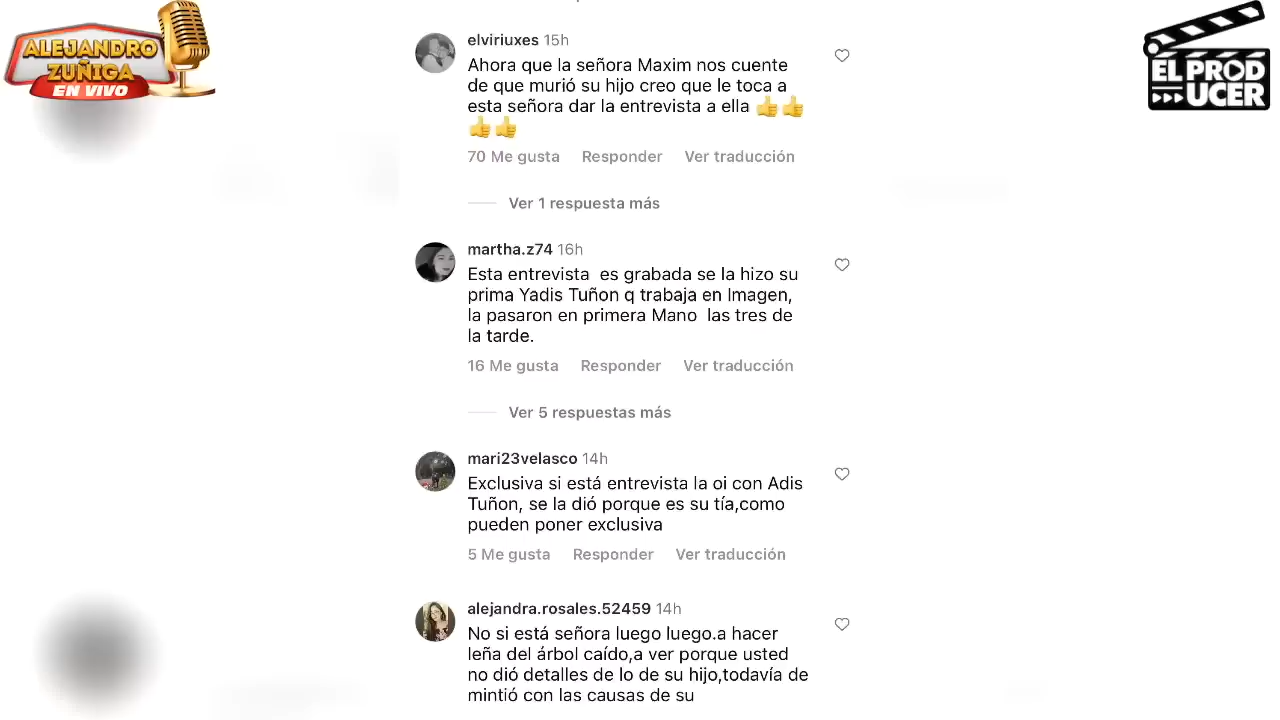 ALEJANDRO
ZUÑIGA
EN VIVO
EL PROD
UCER
elviriuxes 15h
Ahora que la señora Maxim nos cuente
de que murió su hijo creo que le toca a
esta señora dar la entrevista a ella 👍👍
👍👍
70 Me gusta Responder Ver traducción
Ver 1 respuesta más
martha.z74 16h
Esta entrevista es grabada se la hizo su
prima Yadis Tuñon q trabaja en Imagen,
la pasaron en primera Mano las tres de
la tarde.
16 Me gusta Responder Ver traducción
Ver 5 respuestas más
mari23velasco 14h
Exclusiva si está entrevista la oi con Adis
Tuñon, se la dió porque es su tía,como
pueden poner exclusiva
5 Me gusta Responder Ver traducción
alejandra.rosales.52459 14h
No si está señora luego luego.a hacer
leña del árbol caído,a ver porque usted
no dió detalles de lo de su hijo,todavía de
mintió con las causas de su